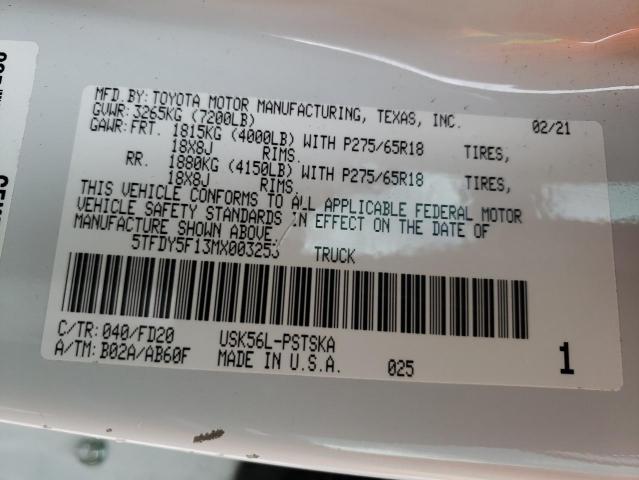 MFD.BY: TOYOTA MOTOR MANUFACTURING, TEXAS, INC. 02/21
GVWR: 3265KG (7200LB)
GAWR: FRT. 1815KG (4000LB) WITH P275/65R18 TIRES,
18X8J RIMS.
RR. 1880KG (4150LB) WITH P275/65R18 TIRES,
18X8J RIMS.
THIS VEHICLE CONFORMS TO ALL APPLICABLE FEDERAL MOTOR
VEHICLE SAFETY STANDARDS IN EFFECT ON THE DATE OF
MANUFACTURE SHOWN ABOVE.
5TFDY5F13MX003253 TRUCK
C/TR: 040/FD20 USK56L-PSTSKA
A/TM: B02A/AB60F MADE IN U.S.A. 025 1